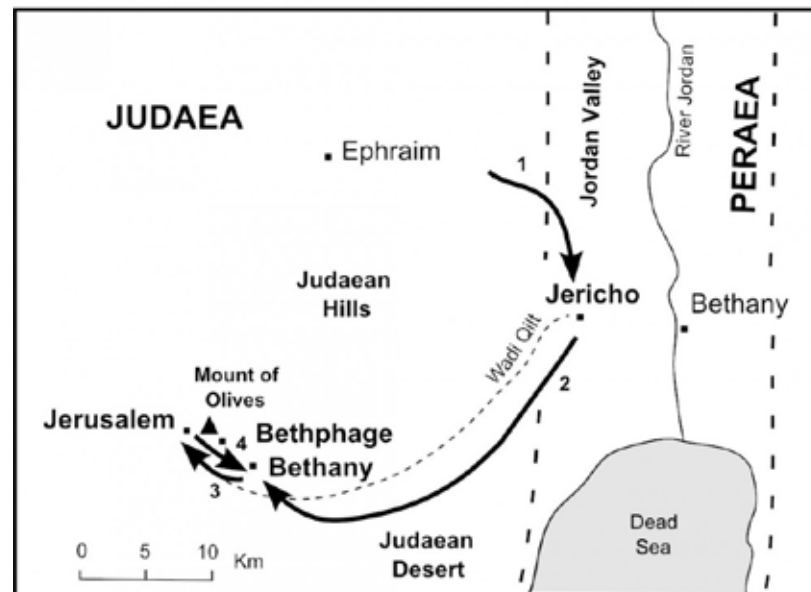 JUDAEA
Ephraim
1
Jordan Valley
River Jordan
PERAEA
Judaean
Hills
Jericho
Bethany
Wadi Qilt
2
Mount of
Olives
Jerusalem
4
Bethphage
Bethany
3
Judaean
Desert
Dead
Sea
0 5 10 Km